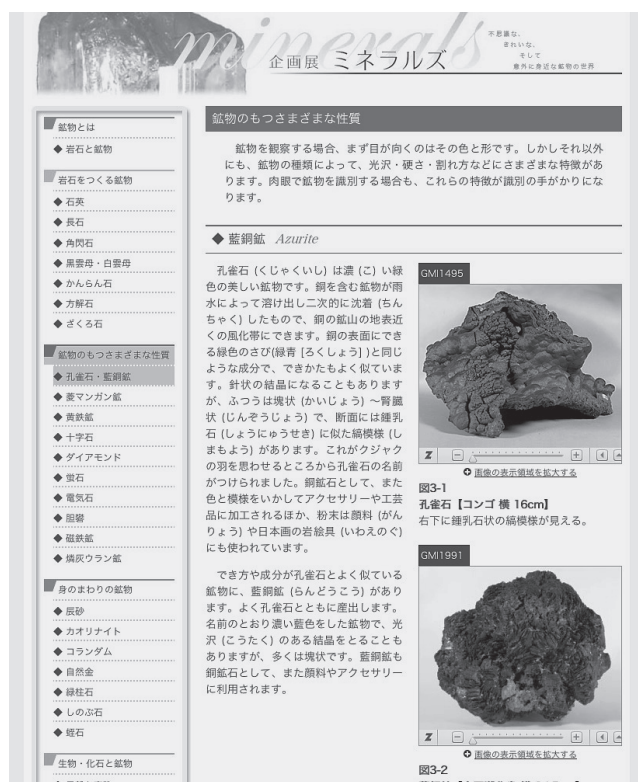 minerals
企画展 ミネラルズ
不思議な、
きれいな、
そして
意外に身近な鉱物の世界
鉱物とは
◆ 岩石と鉱物
岩石をつくる鉱物
◆ 石英
◆ 長石
◆ 角閃石
◆ 黒雲母・白雲母
◆ かんらん石
◆ 方解石
◆ ざくろ石
鉱物のもつさまざまな性質
◆ 孔雀石・藍銅鉱
◆ 菱マンガン鉱
◆ 黄鉄鉱
◆ 十字石
◆ ダイアモンド
◆ 蛍石
◆ 電気石
◆ 胆礬
◆ 磁鉄鉱
◆ 燐灰ウラン鉱
身のまわりの鉱物
◆ 辰砂
◆ カオリナイト
◆ コランダム
◆ 自然金
◆ 緑柱石
◆ しのぶ石
◆ 蛭石
生物・化石と鉱物
鉱物のもつさまざまな性質
鉱物を観察する場合、まず目が向くのはその色と形です。しかしそれ以外
にも、鉱物の種類によって、光沢・硬さ・割れ方などにさまざまな特徴があ
ります。肉眼で鉱物を識別する場合も、これらの特徴が識別の手がかりにな
ります。
◆ 藍銅鉱 Azurite
孔雀石 (くじゃくいし) は濃 (こ) い緑
色の美しい鉱物です。銅を含む鉱物が雨
水によって溶け出し二次的に沈着 (ちん
ちゃく) したもので、銅の鉱山の地表近
くの風化帯にできます。銅の表面にでき
る緑色のさび(緑青 [ろくしょう] )と同じ
ような成分で、できかたもよく似ていま
す。針状の結晶になることもあります
が、ふつうは塊状 (かいじょう) ～腎臓
状 (じんぞうじょう) で、断面には鍾乳
石 (しょうにゅうせき) に似た縞模様 (し
まもよう) があります。これがクジャク
の羽を思わせるところから孔雀石の名前
がつけられました。銅鉱石として、また
色と模様をいかしてアクセサリーや工芸
品に加工されるほか、粉末は顔料 (がん
りょう) や日本画の岩絵具 (いわえのぐ)
にも使われています。
でき方や成分が孔雀石とよく似ている
鉱物に、藍銅鉱 (らんどうこう) があり
ます。よく孔雀石とともに産出します。
名前のとおり濃い藍色をした鉱物で、光
沢 (こうたく) のある結晶をとることも
ありますが、多くは塊状です。藍銅鉱も
銅鉱石として、また顔料やアクセサリー
に利用されます。
GMI1495
Z
画像の表示領域を拡大する
図3-1
孔雀石【コンゴ 横 16cm】
右下に鍾乳石状の縞模様が見える。
GMI1991
Z
画像の表示領域を拡大する
図3-2